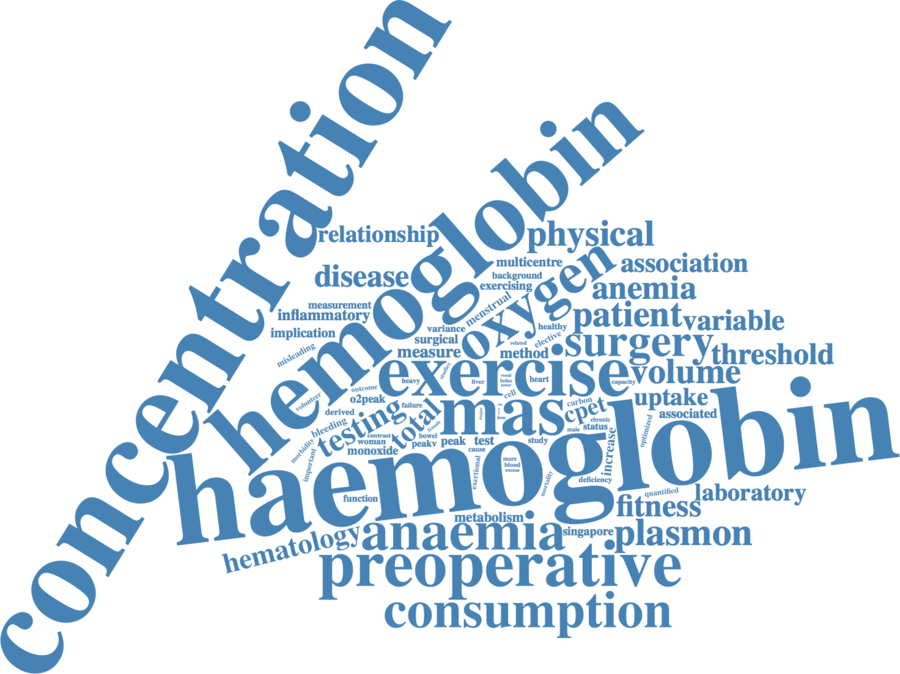 concentration
hemoglobin
relationship
physical
multicentre
association
disease
background
exercising
oxygen
anemia
measurement
menstrual
inflammatory
patient
variable
implication
variance
healthy
surgical
related
elective
surgery
misleading
measure
method
threshold
exercise
studies
volume
outcome
heavy
liver
result
better
heart
capacity
volunteer
o2peak
cell
uptake
derived
testing
failure
total
mas
carbon
cpet
associated
bleeding
chronic
status
male
optimized
contrast
woman
bowel
morbidity
monoxide
peakv
peak
test
study
cause
haemoglobin
important
increase
more
blood
excess
exertional
mortality
deficiency
function
quantified
laboratory
fitness
metabolism
hematology
anaemia
singapore
plasmon
preoperative
consumption